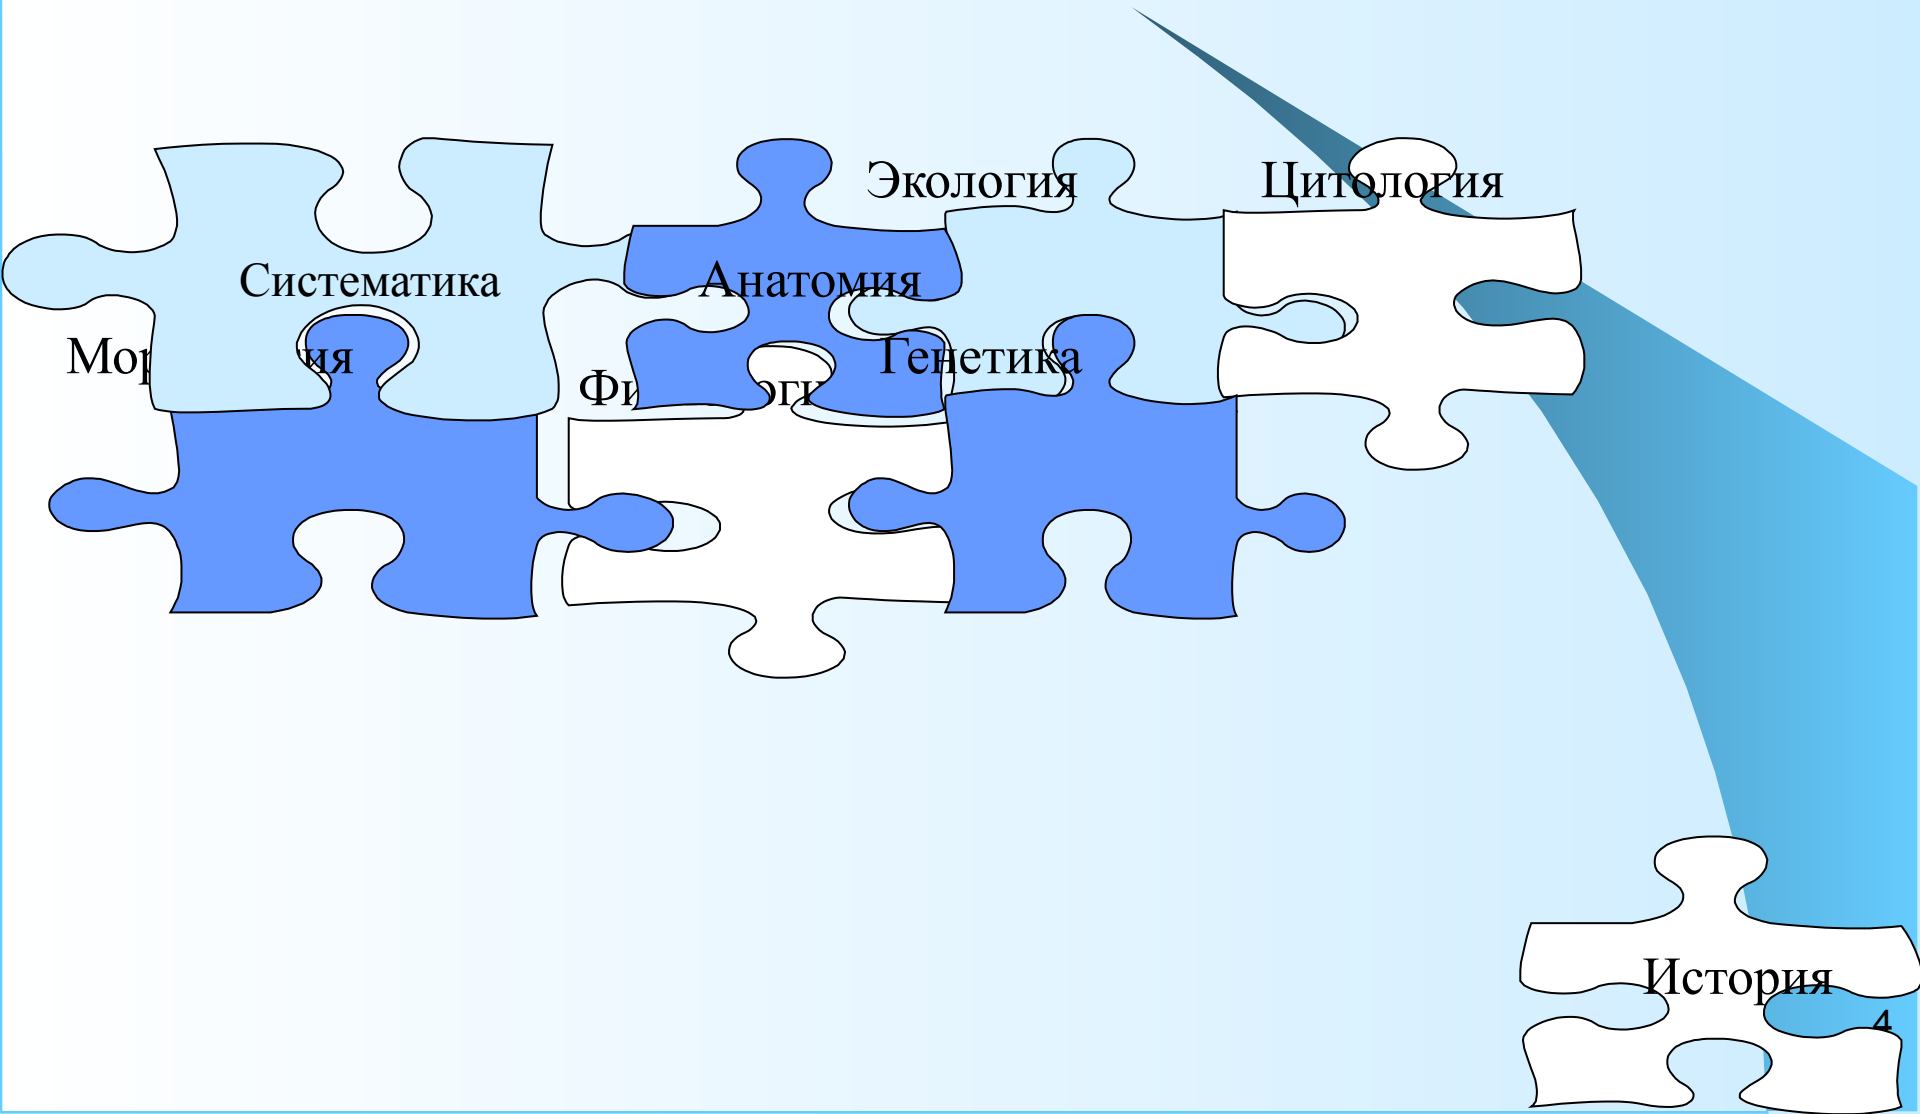 Экология
Цитология
Систематика
Анатомия
Генетика
История
4